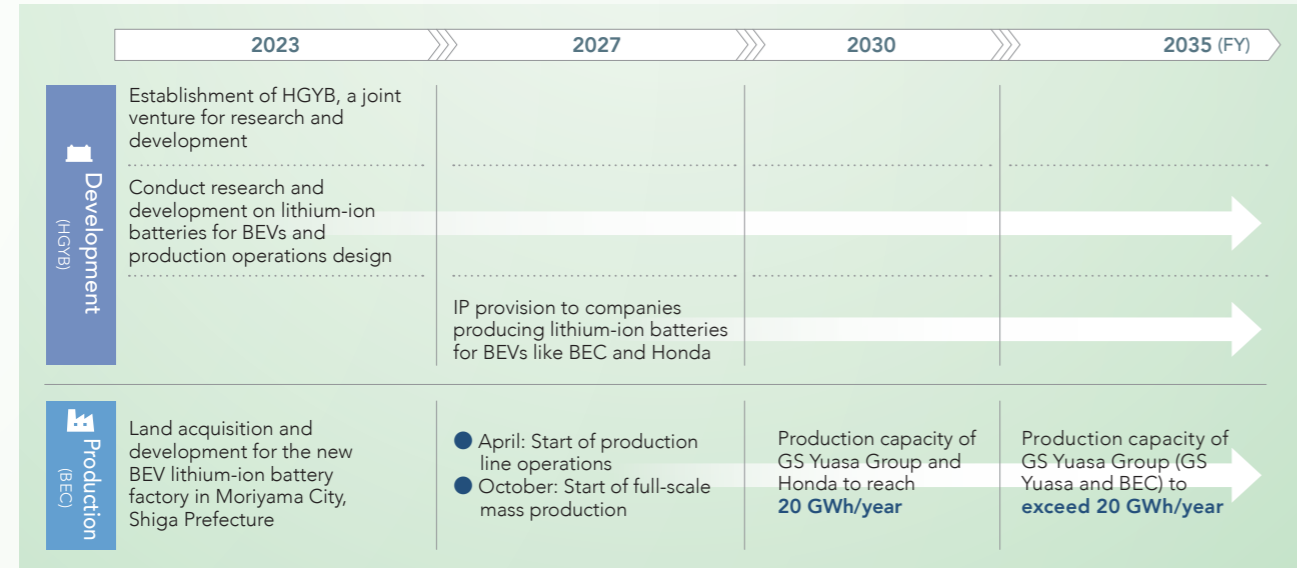 2023
2027
2030
2035 (FY)
Development
(HGYB)
Establishment of HGYB, a joint
venture for research and
development
Conduct research and
development on lithium-ion
batteries for BEVs and
production operations design
IP provision to companies
producing lithium-ion batteries
for BEVs like BEC and Honda
Production
(BEC)
Land acquisition and
development for the new
BEV lithium-ion battery
factory in Moriyama City,
Shiga Prefecture
● April: Start of production
line operations
● October: Start of full-scale
mass production
Production capacity of
GS Yuasa Group and
Honda to reach
20 GWh/year
Production capacity of
GS Yuasa Group (GS
Yuasa and BEC) to
exceed 20 GWh/year